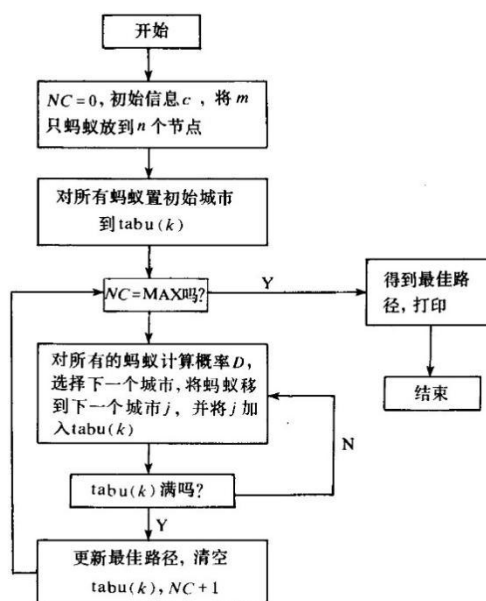 开始
NC=0,初始信息c，将m
只蚂蚁放到n个节点
对所有蚂蚁置初始城市
到tabu(k)
NC=MAX吗?
Y
得到最佳路
径,打印
结束
对所有的蚂蚁计算概率D,
选择下一个城市,将蚂蚁移
到下一个城市j，并将j加
入tabu(k)
N
tabu(k)满吗?
Y
更新最佳路径,清空
tabu(k),NC+1